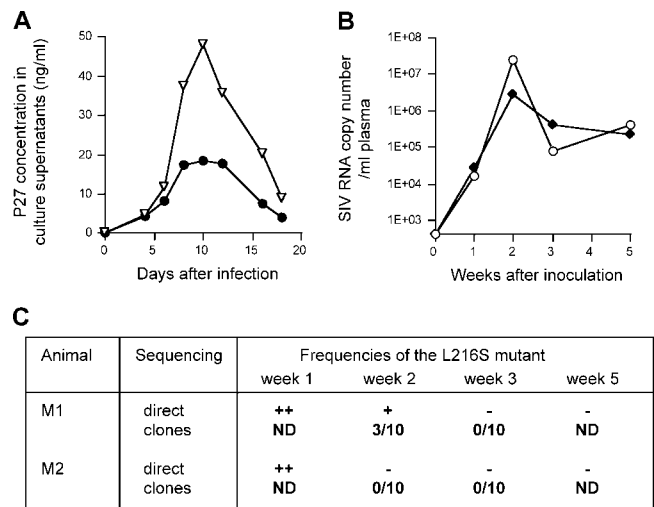 A
P27 concentration in
culture supernatants (ng/ml)
50
40
30
20
10
0
0 5 10 15 20
Days after infection
B
SIV RNA copy number
/ml plasma
1E+08
1E+07
1E+06
1E+05
1E+04
1E+03
0 1 2 3 4 5
Weeks after inoculation
C
Animal Sequencing Frequencies of the L216S mutant
week 1 week 2 week 3 week 5
M1 direct ++ + - -
clones ND 3/10 0/10 ND
M2 direct ++ - - -
clones ND 0/10 0/10 ND